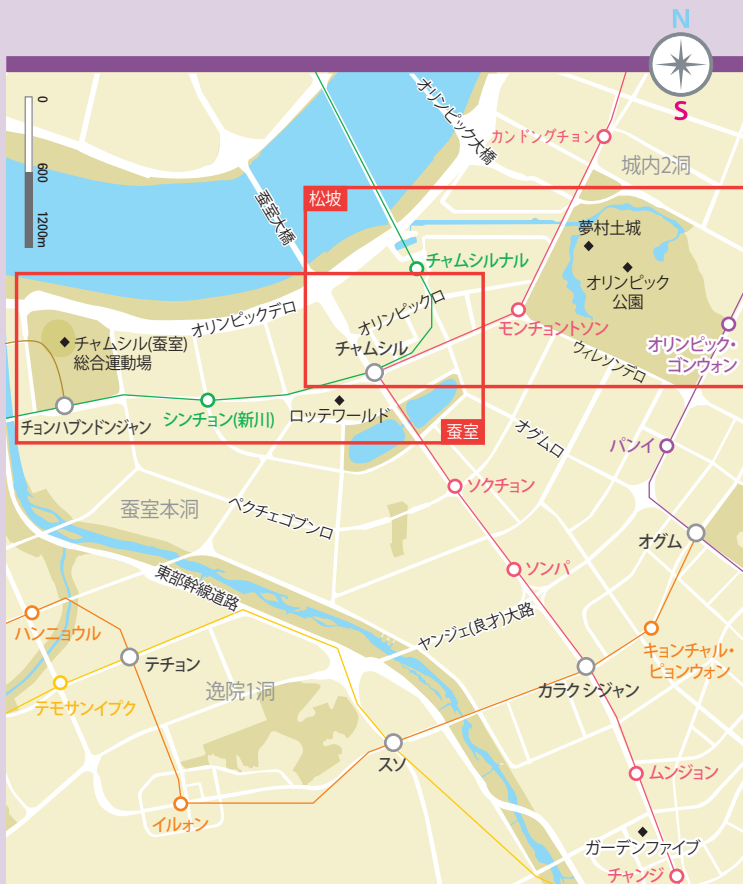 N
S
0
600
1200m
オリンピック大橋
カンドングチョン
城内2洞
松坡
蚕室大橋
夢村土城
オリンピック
公園
チャムシルナル
オリンピックロ
オリンピックデロ
モンチョントソン
オリンピック・
ゴンウォン
チャムシル(蚕室)
総合運動場
チャムシル
ウィレソンデロ
チョンハブンドンジャン
シンチョン(新川)
ロッテワールド
蚕室
オグムロ
パンイ
蚕室本洞
ペクチェゴブンロ
ソクチョン
オグム
東部幹線道路
ソンパ
ハンニョウル
ヤンジェ(良才)大路
キョンチャル・
ピョンウォン
テチョン
カラク シジャン
テモサンイプク
逸院1洞
スソ
ムンジョン
イルォン
ガーデンファイブ
チャンジ